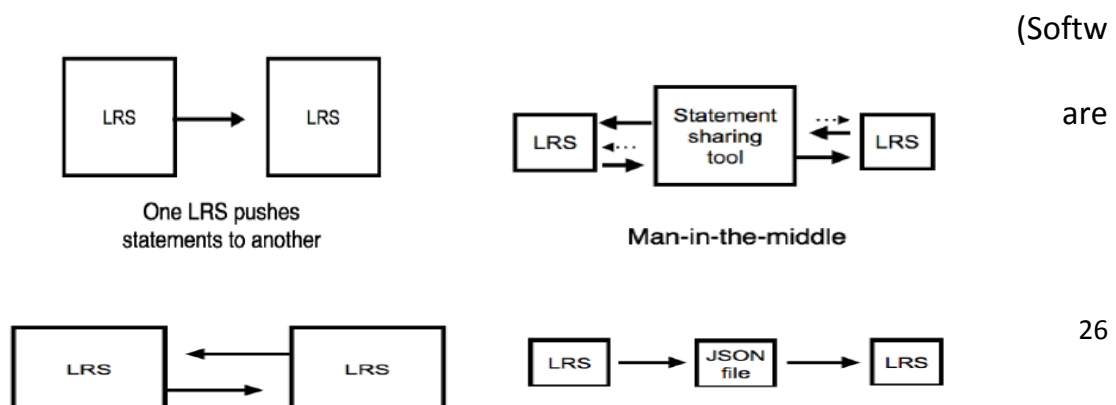 (Softw
are
LRS
LRS
One LRS pushes
statements to another
LRS
Statement
sharing
tool
LRS
Man-in-the-middle
LRS
LRS
LRS
JSON
file
LRS
26